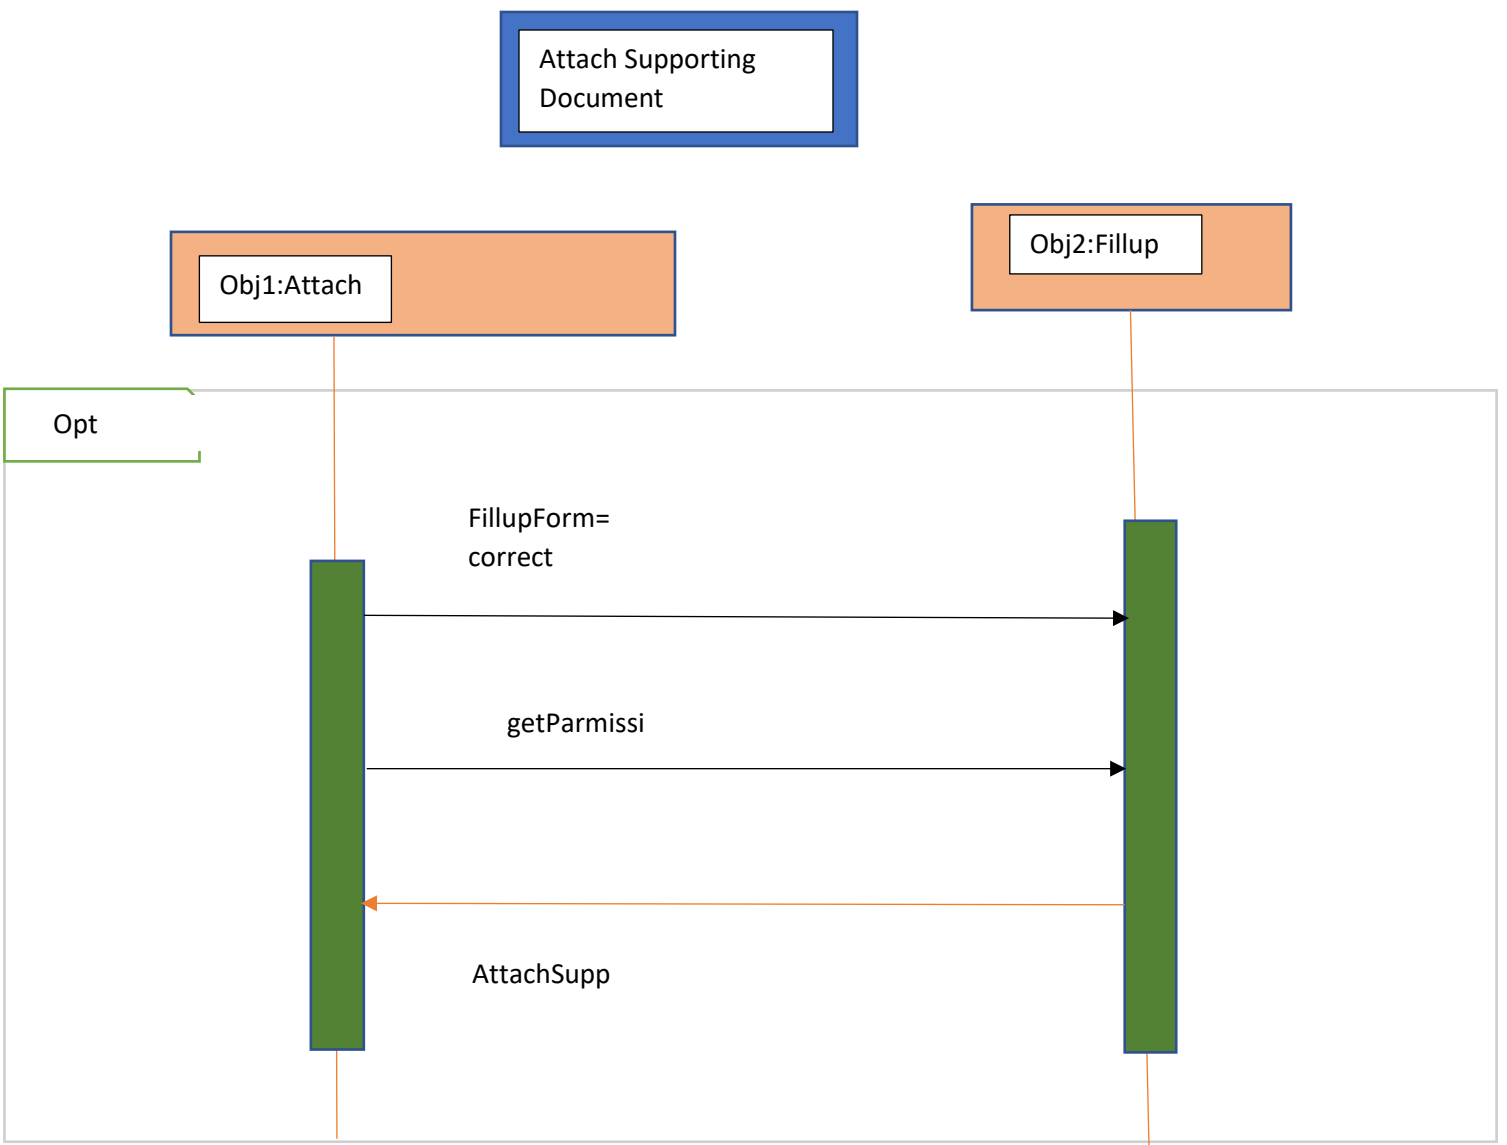 Attach Supporting
Document
Obj1:Attach
Obj2:Fillup
Opt
FillupForm=
correct
getParmissi
AttachSupp